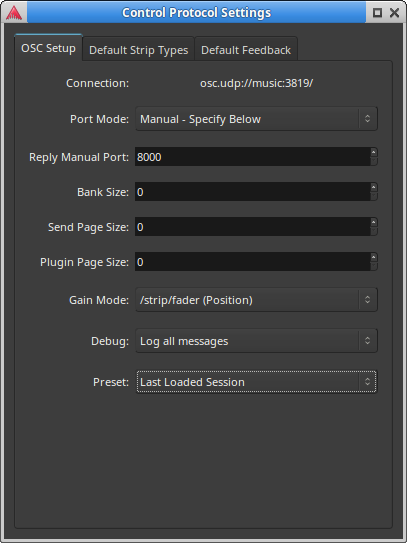 Control Protocol Settings
OSC Setup Default Strip Types Default Feedback
Connection: osc.udp://music:3819/
Port Mode: Manual - Specify Below
Reply Manual Port: 8000
Bank Size: 0
Send Page Size: 0
Plugin Page Size: 0
Gain Mode: /strip/fader (Position)
Debug: Log all messages
Preset: Last Loaded Session